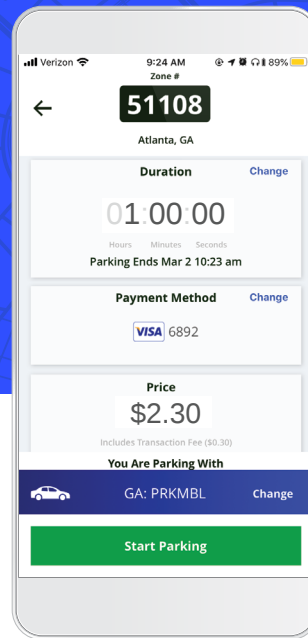 Verizon 9:24 AM 89%
Zone #
51108
Atlanta, GA
Duration Change
01:00:00
Hours Minutes Seconds
Parking Ends Mar 2 10:23 am
Payment Method Change
VISA 6892
Price
$2.30
Includes Transaction Fee ($0.30)
You Are Parking With
GA: PRKMBL Change
Start Parking